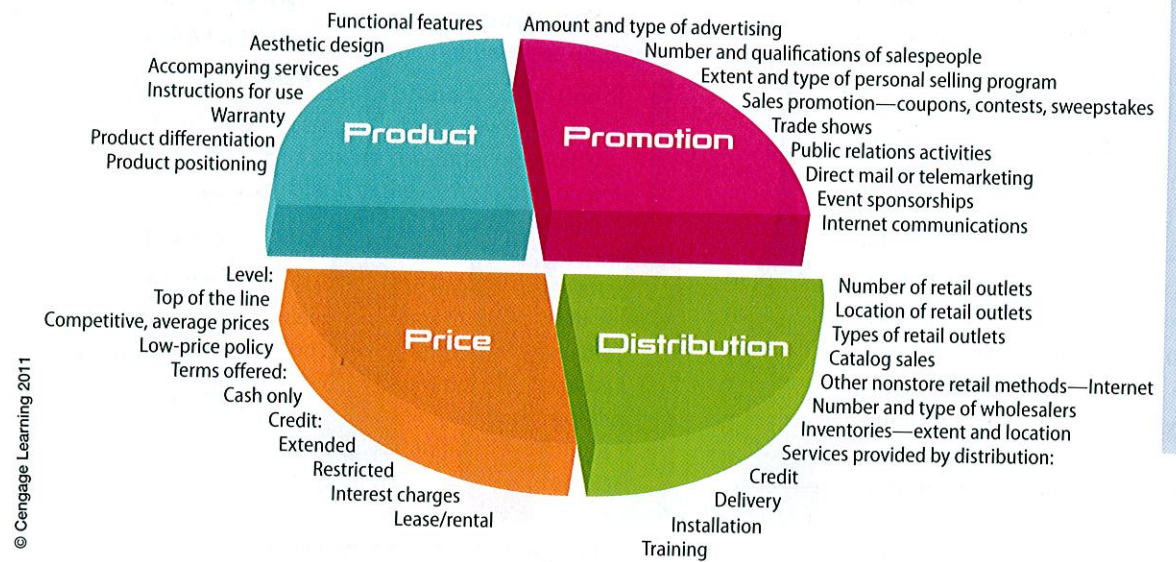 Functional features
Aesthetic design
Accompanying services
Instructions for use
Warranty
Product differentiation
Product positioning
Product
Amount and type of advertising
Number and qualifications of salespeople
Extent and type of personal selling program
Sales promotion—coupons, contests, sweepstakes
Trade shows
Public relations activities
Direct mail or telemarketing
Event sponsorships
Internet communications
Promotion
Level:
Top of the line
Competitive, average prices
Low-price policy
Terms offered:
Cash only
Credit:
Extended
Restricted
Interest charges
Lease/rental
Price
Number of retail outlets
Location of retail outlets
Types of retail outlets
Catalog sales
Other nonstore retail methods—Internet
Number and type of wholesalers
Inventories—extent and location
Services provided by distribution:
Credit
Delivery
Installation
Training
Distribution
© Cengage Learning 2011